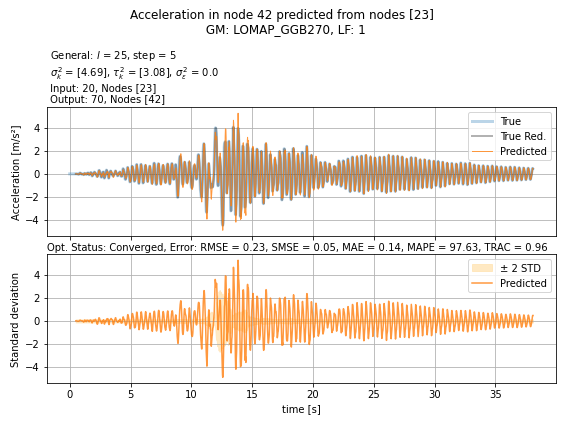 Acceleration in node 42 predicted from nodes [23]
GM: LOMAP_GGB270, LF: 1
General: l = 25, step = 5
σ²ₖ = [4.69], τ²ₖ = [3.08], σ²ε = 0.0
Input: 20, Nodes [23]
Output: 70, Nodes [42]
Acceleration [m/s²]
4
2
0
−2
−4
True
True Red.
Predicted
Opt. Status: Converged, Error: RMSE = 0.23, SMSE = 0.05, MAE = 0.14, MAPE = 97.63, TRAC = 0.96
Standard deviation
4
2
0
−2
−4
± 2 STD
Predicted
0 5 10 15 20 25 30 35
time [s]